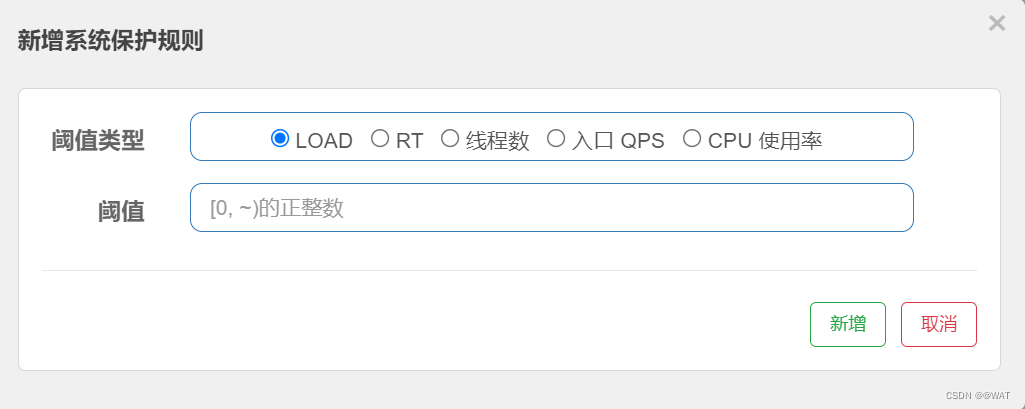 新增系统保护规则
×
阈值类型 LOAD RT 线程数 入口 QPS CPU 使用率
阈值 [0, ~)的正整数
新增 取消
CSDN @@WAT